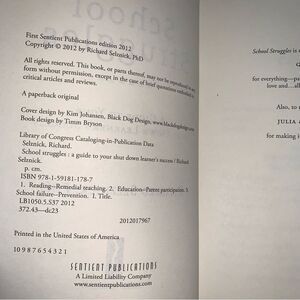 First Sentient Publications edition 2012
Copyright © 2012 by Richard Selznick, PhD
All rights reserved. This book, or parts thereof, may not be reproduced in any
form without permission, except in the case of brief quotations embodied in
critical articles and reviews.
A paperback original
Cover design by Kim Johansen, Black Dog Design, www.blackdogdesign.com
Book design by Timm Bryson
Library of Congress Cataloging-in-Publication Data
Selznick, Richard.
School struggles : a guide to your shut down learner's success / Richard
Selznick.
p. cm.
ISBN 978-1-59181-178-7
1. Reading--Remedial teaching. 2. Education--Parent participation. 3.
School failure--Prevention. I. Title.
LB1050.5.S37 2012
372.43--dc23
2012017967
Printed in the United States of America
10 9 8 7 6 5 4 3 2 1
SENTIENT PUBLICATIONS
A Limited Liability Company
www.sentientpublications.com
School Struggles is
G
for everything—pa
love and...all
Also, to
JULIA A
for making